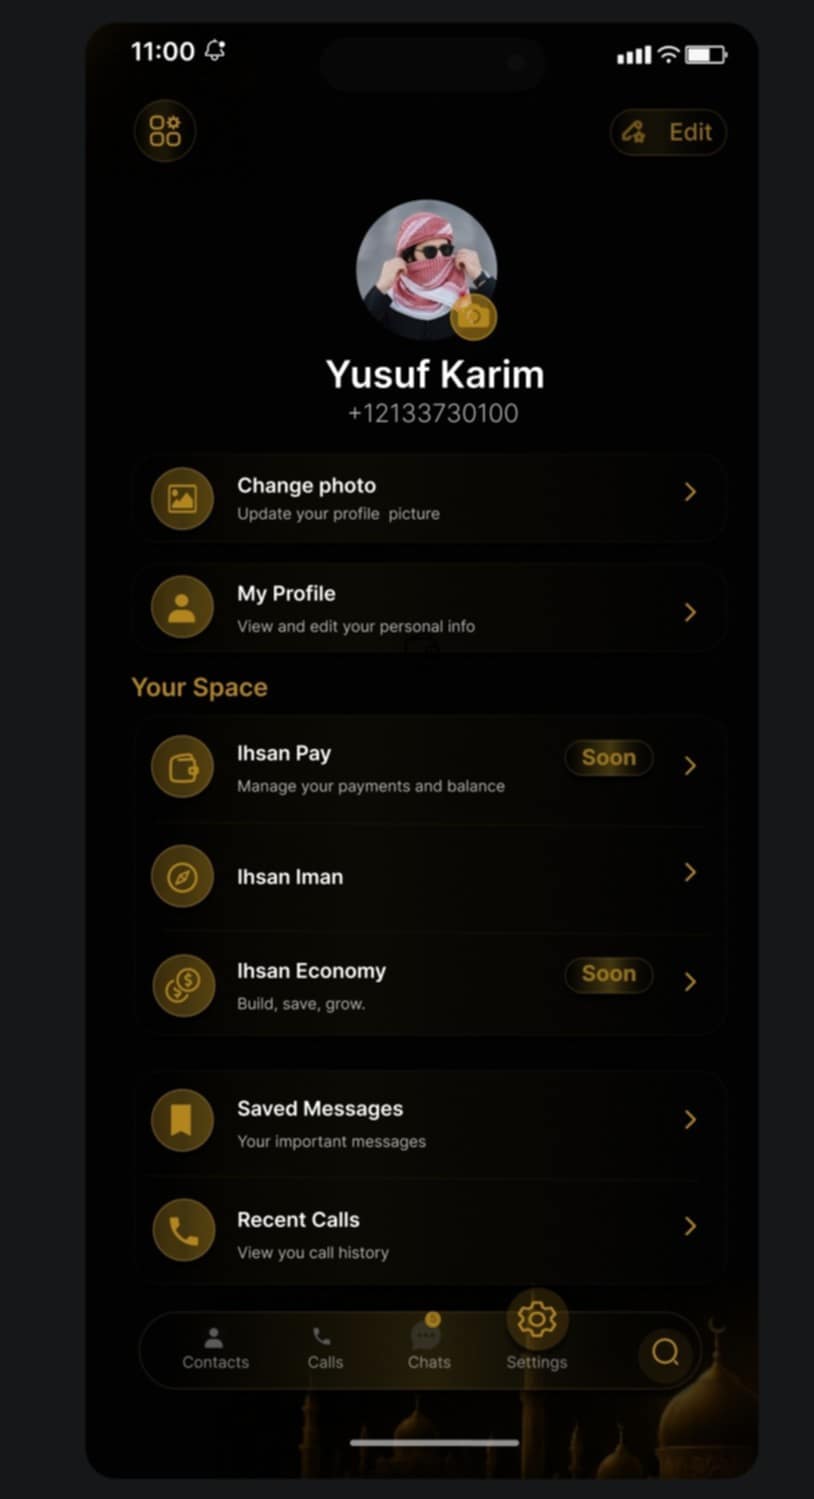 11:00
Edit
Yusuf Karim
+12133730100
Change photo
Update your profile  picture
My Profile
View and edit your personal info
Your Space
Ihsan Pay
Soon
Manage your payments and balance
Ihsan Iman
Ihsan Economy
Soon
Build, save, grow.
Saved Messages
Your important messages
Recent Calls
View you call history
Contacts
Calls
Chats
Settings